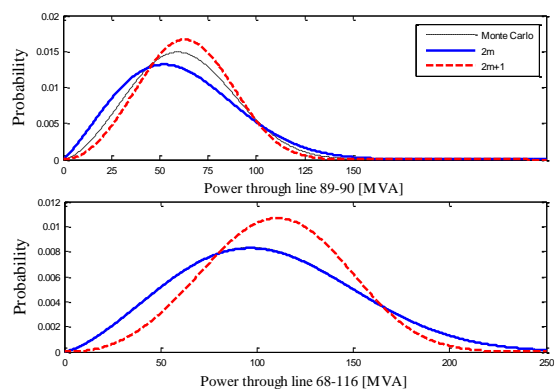 0.02
0.015
0.01
0.005
0
Probability
Monte Carlo
2m
2m+1
0 25 50 75 100 125 150
Power through line 89-90 [MVA]
0.012
0.01
0.008
0.006
0.004
0.002
0
Probability
0 50 100 150 200 250
Power through line 68-116 [MVA]